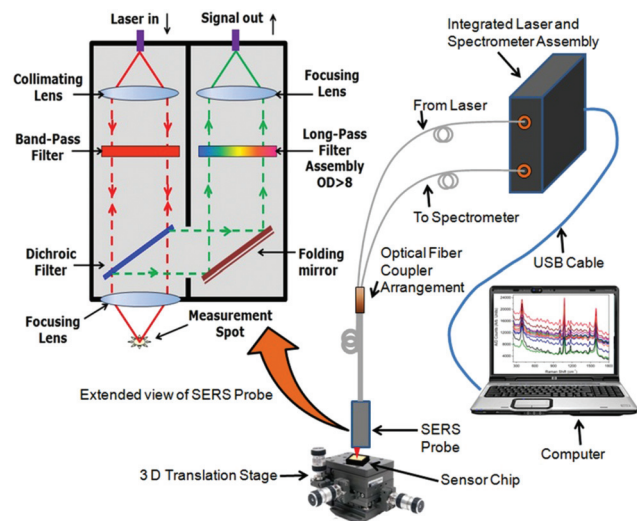 Laser in
Signal out
Collimating
Lens
Focusing
Lens
Band-Pass
Filter
Long-Pass
Filter
Assembly
OD>8
Dichroic
Filter
Folding
mirror
Focusing
Lens
Measurement
Spot
Extended view of SERS Probe
3 D Translation Stage
Integrated Laser and
Spectrometer Assembly
From Laser
To Spectrometer
Optical Fiber
Coupler
Arrangement
USB Cable
SERS
Probe
Sensor Chip
Computer